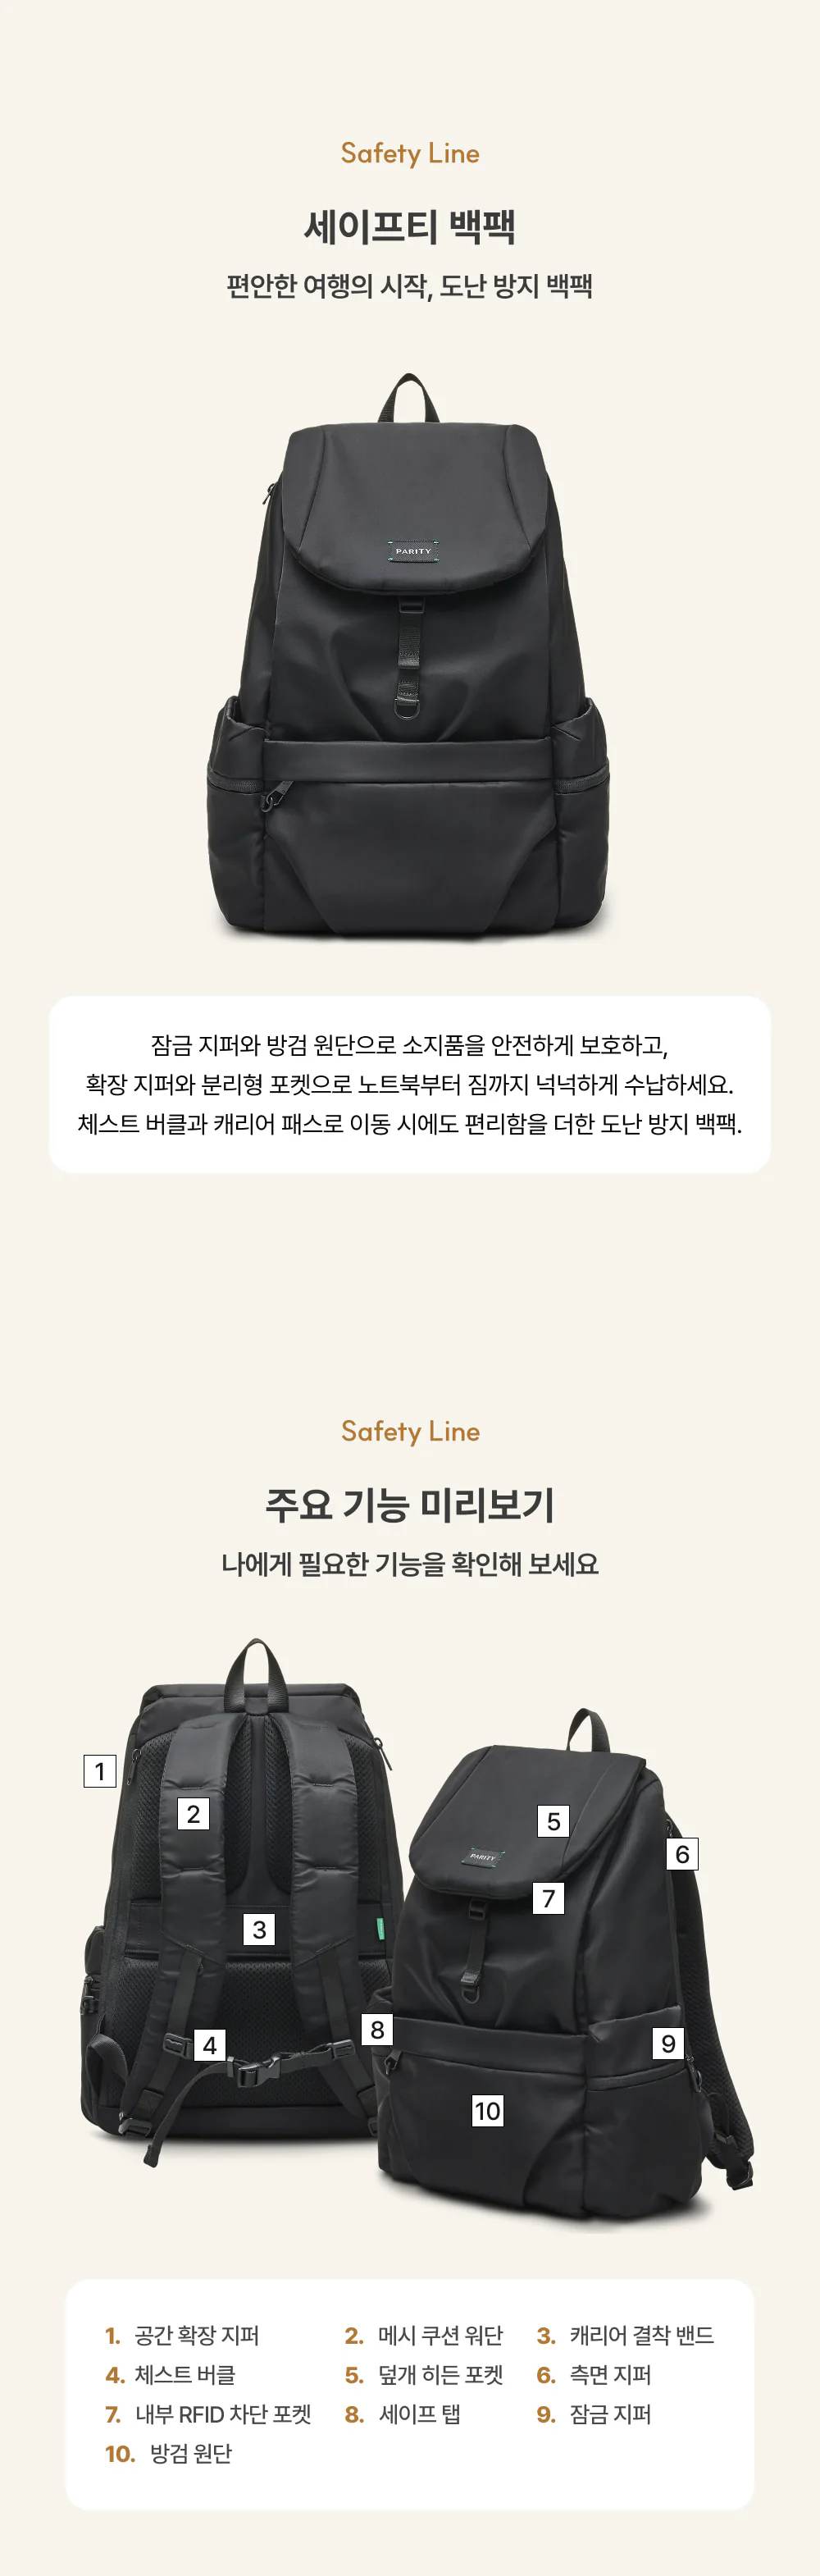 Safety Line
세이프티 백팩
편안한 여행의 시작, 도난 방지 백팩
PARITY
잠금 지퍼와 방검 원단으로 소지품을 안전하게 보호하고,
확장 지퍼와 분리형 포켓으로 노트북부터 짐까지 넉넉하게 수납하세요.
체스트 버클과 캐리어 패스로 이동 시에도 편리함을 더한 도난 방지 백팩.
Safety Line
주요 기능 미리보기
나에게 필요한 기능을 확인해 보세요
1
2
5
6
PARITY
7
3
8
4
9
10
1. 공간 확장 지퍼 2. 메시 쿠션 워단 3. 캐리어 결착 밴드
4. 체스트 버클 5. 덮개 히든 포켓 6. 측면 지퍼
7. 내부 RFID 차단 포켓 8. 세이프 탭 9. 잠금 지퍼
10. 방검 원단